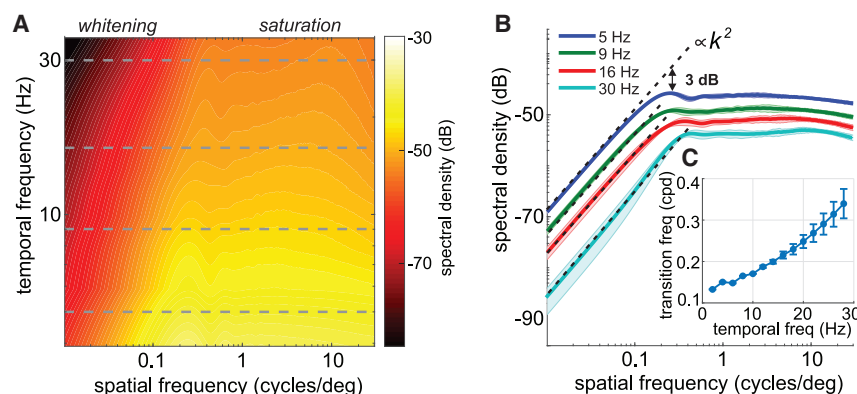 A
whitening
saturation
30
10
temporal frequency (Hz)
0.1
1
10
spatial frequency (cycles/deg)
-30
-50
-70
spectral density (dB)
B
5 Hz
9 Hz
16 Hz
30 Hz
∝k²
3 dB
-50
-70
-90
spectral density (dB)
0.1
1
10
spatial frequency (cycles/deg)
C
0.4
0.3
0.2
0.1
transition freq (cpd)
0
10
20
30
temporal freq (Hz)